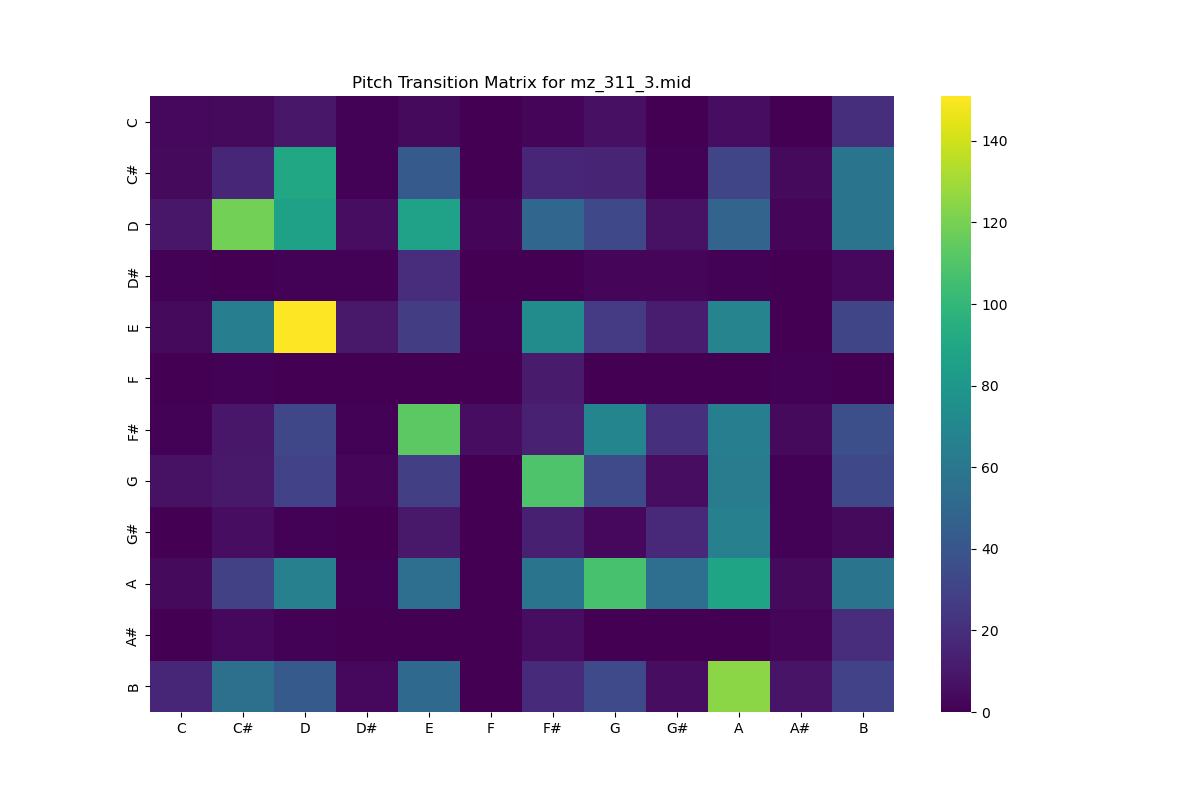 Pitch Transition Matrix for mz_311_3.mid
C
C#
D
D#
E
F
F#
G
G#
A
A#
B
C C# D D# E F F# G G# A A# B
140
120
100
80
60
40
20
0